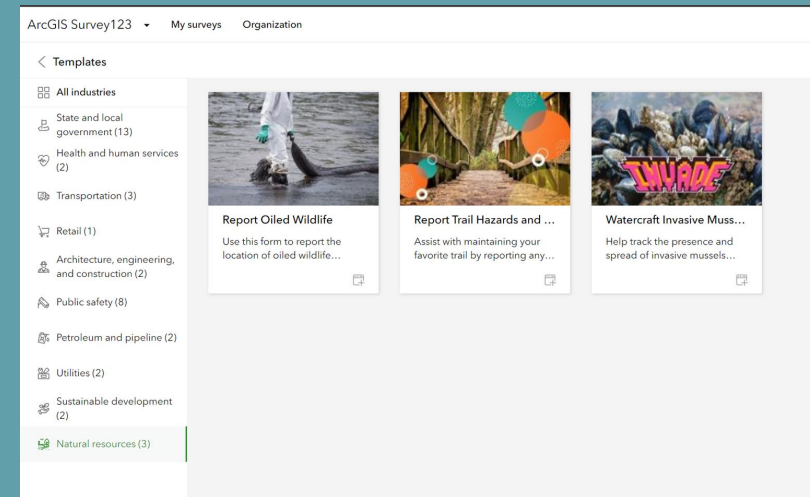 ArcGIS Survey123 My surveys Organization
Templates
All industries
State and local
government (13)
Health and human services
(2)
Transportation (3)
Retail (1)
Architecture, engineering,
and construction (2)
Public safety (8)
Petroleum and pipeline (2)
Utilities (2)
Sustainable development
(2)
Natural resources (3)
Report Oiled Wildlife
Use this form to report the
location of oiled wildlife…
Report Trail Hazards and …
Assist with maintaining your
favorite trail by reporting any…
INVADE
Watercraft Invasive Muss…
Help track the presence and
spread of invasive mussels…